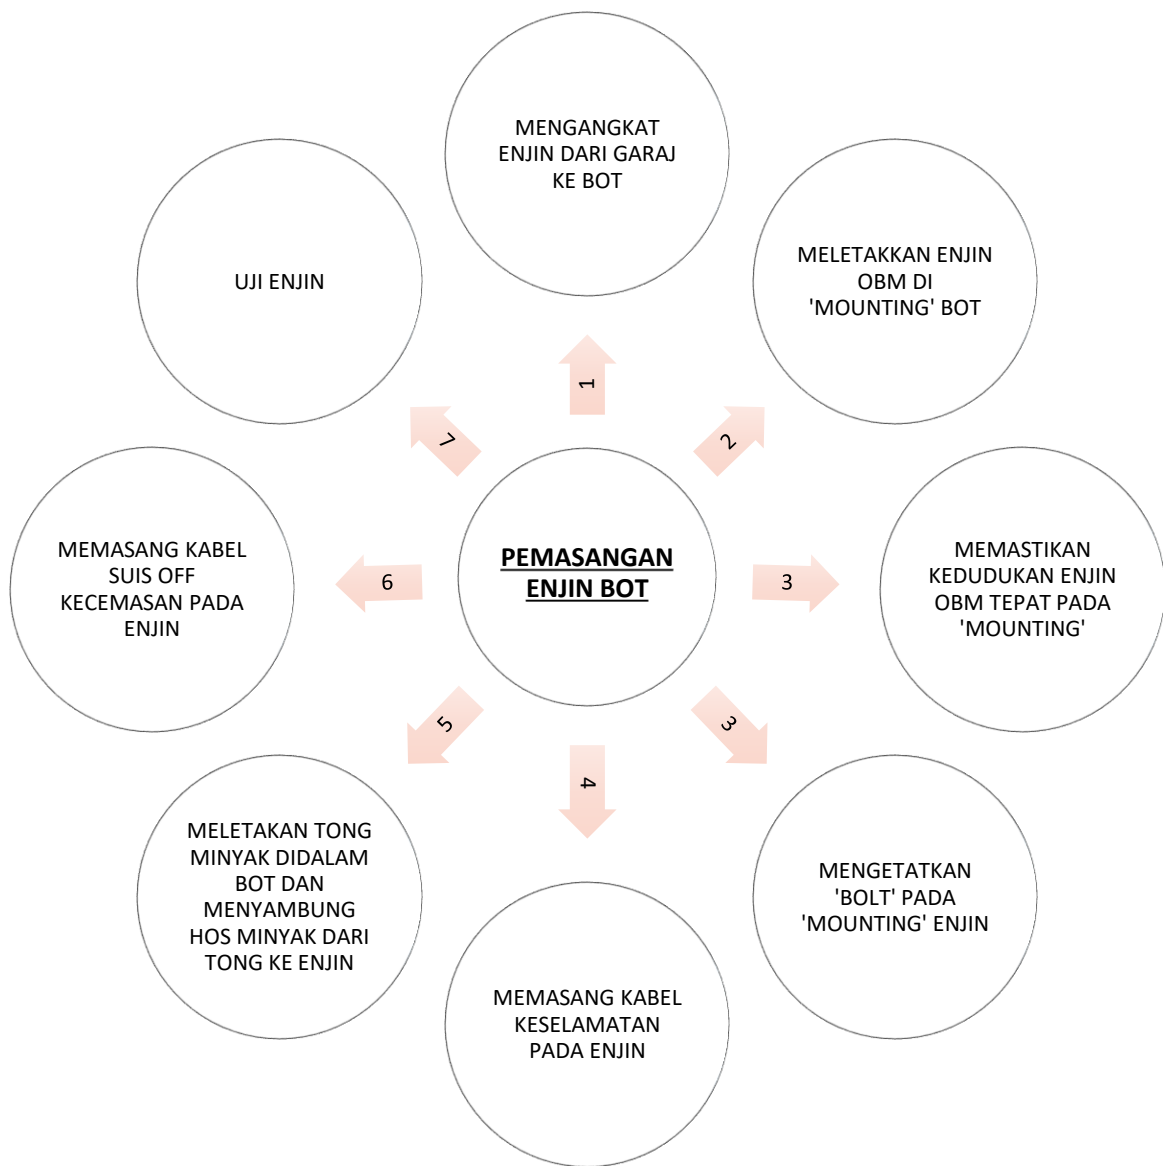 PEMASANGAN
ENJIN BOT
1
MENGANGKAT
ENJIN DARI GARAJ
KE BOT
2
MELETAKKAN ENJIN
OBM DI
'MOUNTING' BOT
3
MEMASTIKAN
KEDUDUKAN ENJIN
OBM TEPAT PADA
'MOUNTING'
3
MENGETATKAN
'BOLT' PADA
'MOUNTING' ENJIN
4
MEMASANG KABEL
KESELAMATAN
PADA ENJIN
5
MELETAKAN TONG
MINYAK DIDALAM
BOT DAN
MENYAMBUNG
HOS MINYAK DARI
TONG KE ENJIN
6
MEMASANG KABEL
SUIS OFF
KECEMASAN PADA
ENJIN
7
UJI ENJIN